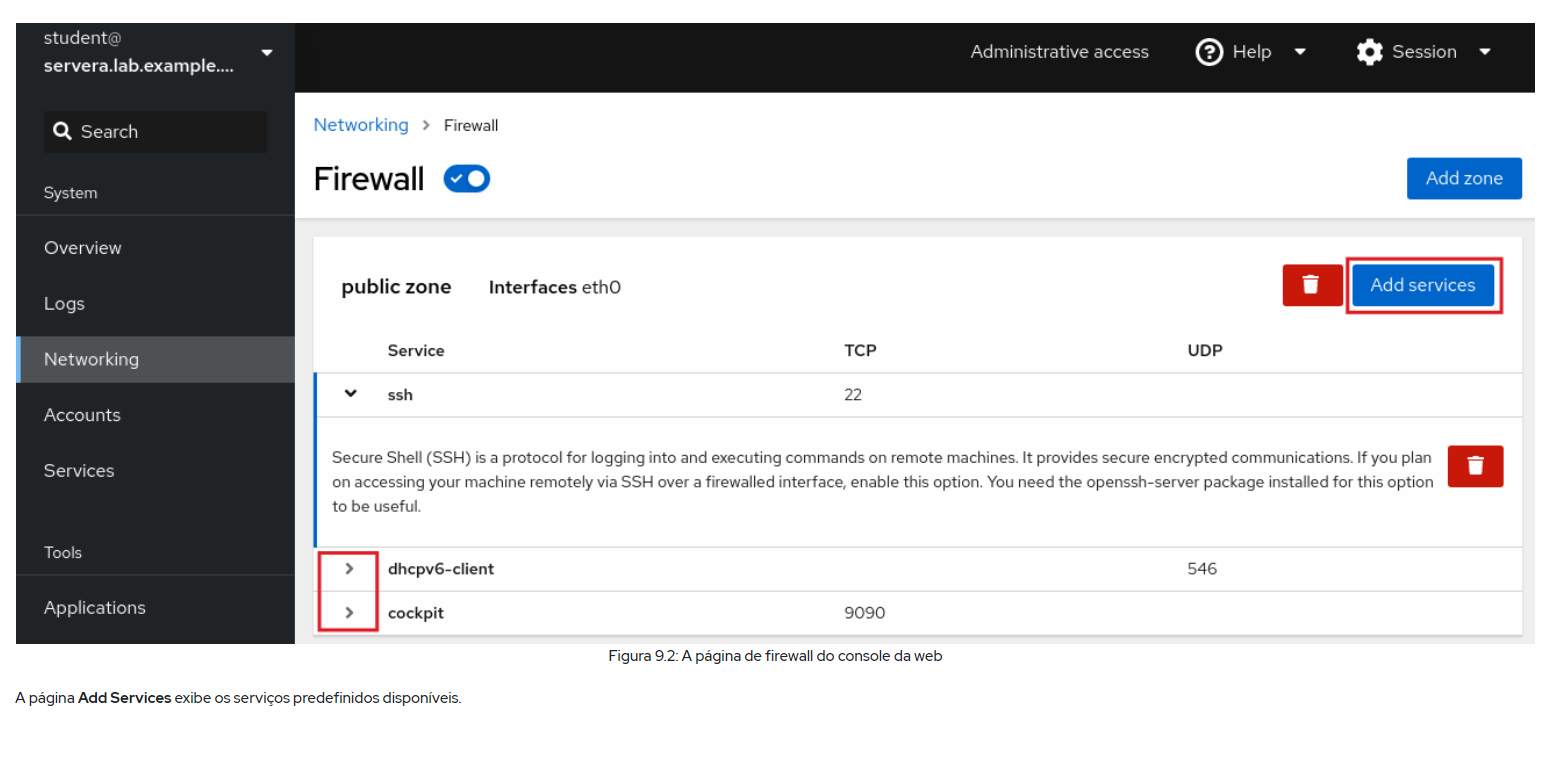 student@
servera.lab.example....
Administrative access
Help
Session
Search
System
Overview
Logs
Networking
Accounts
Services
Tools
Applications
Networking > Firewall
Firewall
Add zone
public zone Interfaces eth0
Add services
Service TCP UDP
ssh 22
Secure Shell (SSH) is a protocol for logging into and executing commands on remote machines. It provides secure encrypted communications. If you plan
on accessing your machine remotely via SSH over a firewalled interface, enable this option. You need the openssh-server package installed for this option
to be useful.
dhcpv6-client 546
cockpit 9090
Figura 9.2: A página de firewall do console da web
A página Add Services exibe os serviços predefinidos disponíveis.